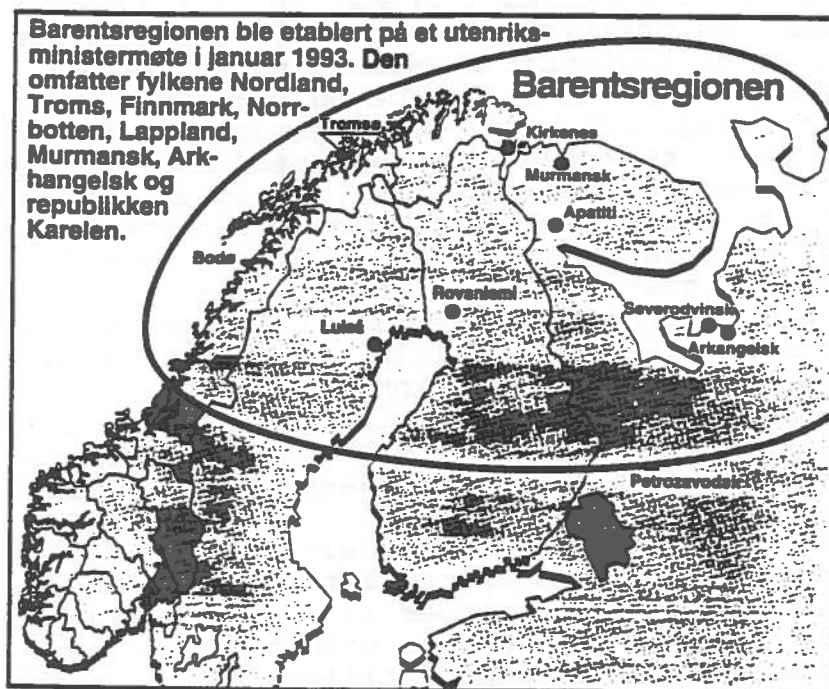 Barentsregionen ble etablert på et utenriks-
ministermøte i januar 1993. Den
omfatter fylkene Nordland,
Troms, Finnmark, Norr-
botten, Lappland,
Murmansk, Ark-
hangelsk og
republikken
Karelen.
Barentsregionen
Tromsø
Kirkenes
Murmansk
Apatiti
Bodø
Rovaniemi
Luleå
Severodvinsk
Arkangelsk
Petrozavodsk